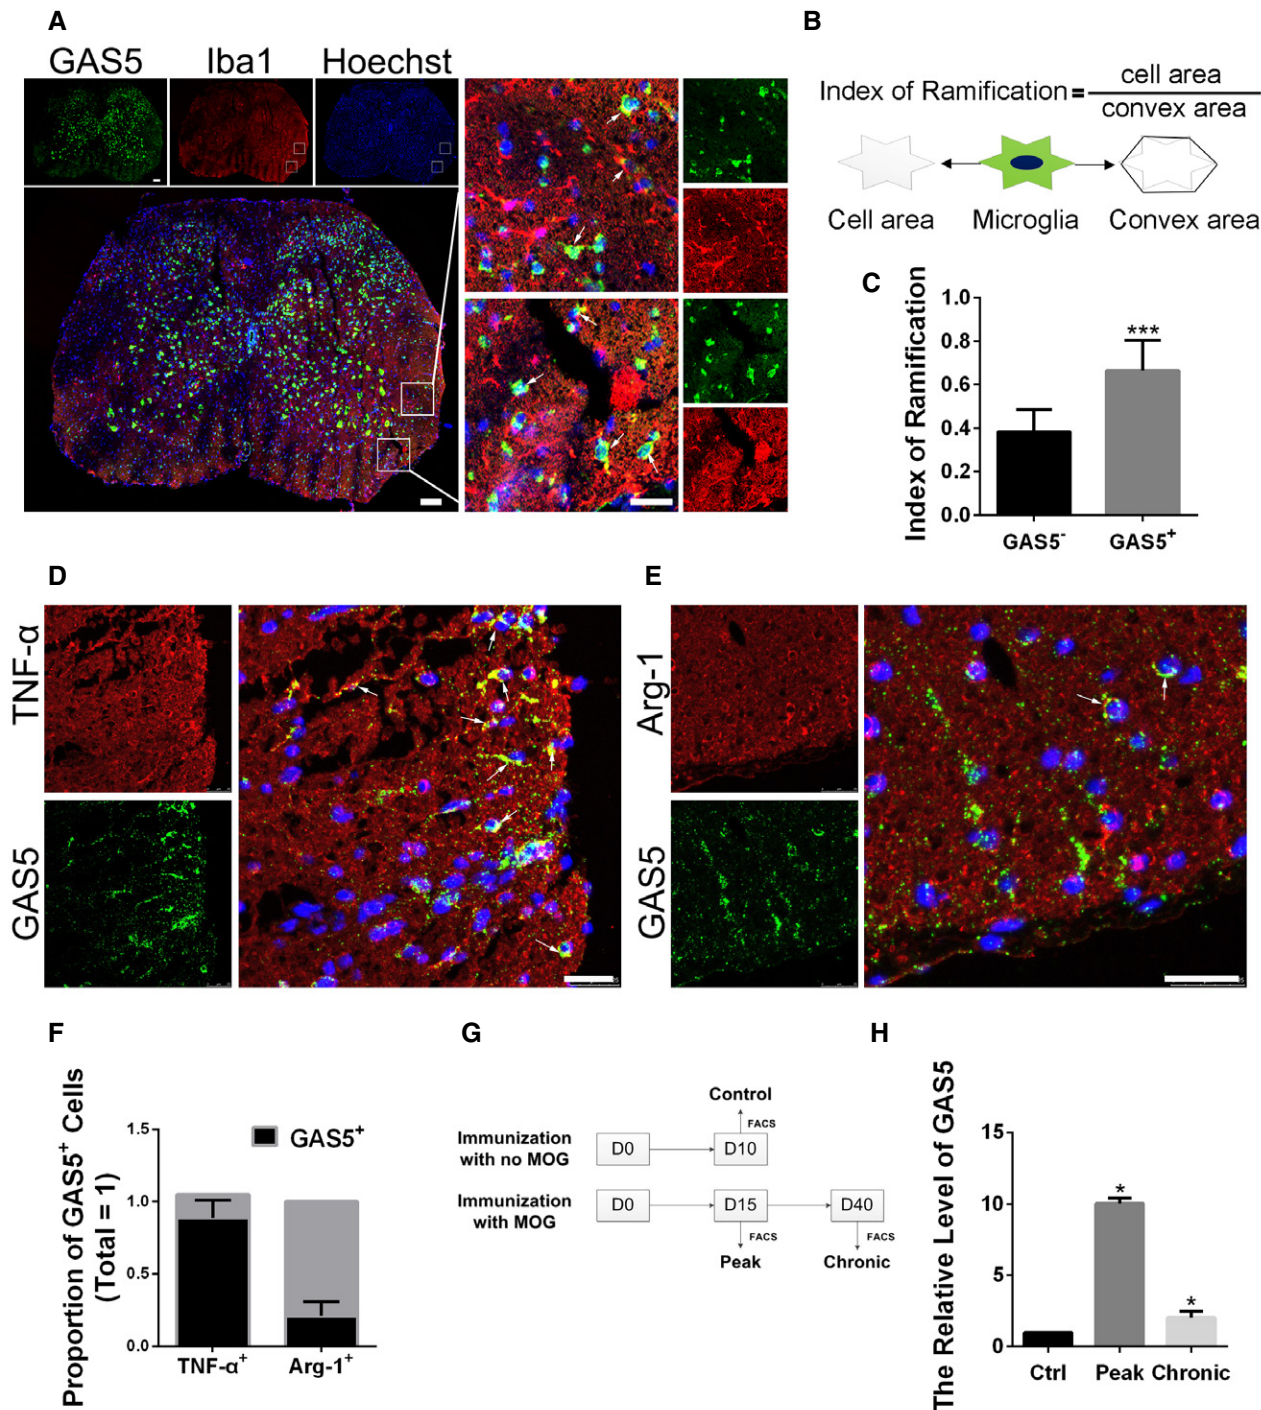 A
GAS5 Iba1 Hoechst
B
Index of Ramification = cell area
convex area
Cell area Microglia Convex area
C
Index of Ramification
1.0
0.8
0.6
0.4
0.2
0.0
***
GAS5- GAS5+
D
TNF-α
GAS5
E
Arg-1
GAS5
F
Proportion of GAS5+ Cells
(Total = 1)
1.5
1.0
0.5
0.0
GAS5+
TNF-α+ Arg-1+
G
Control
FACS
Immunization
with no MOG
D0 D10
Immunization
with MOG
D0 D15 D40
FACS FACS
Peak Chronic
H
The Relative Level of GAS5
15
10
5
0
*
*
Ctrl Peak Chronic